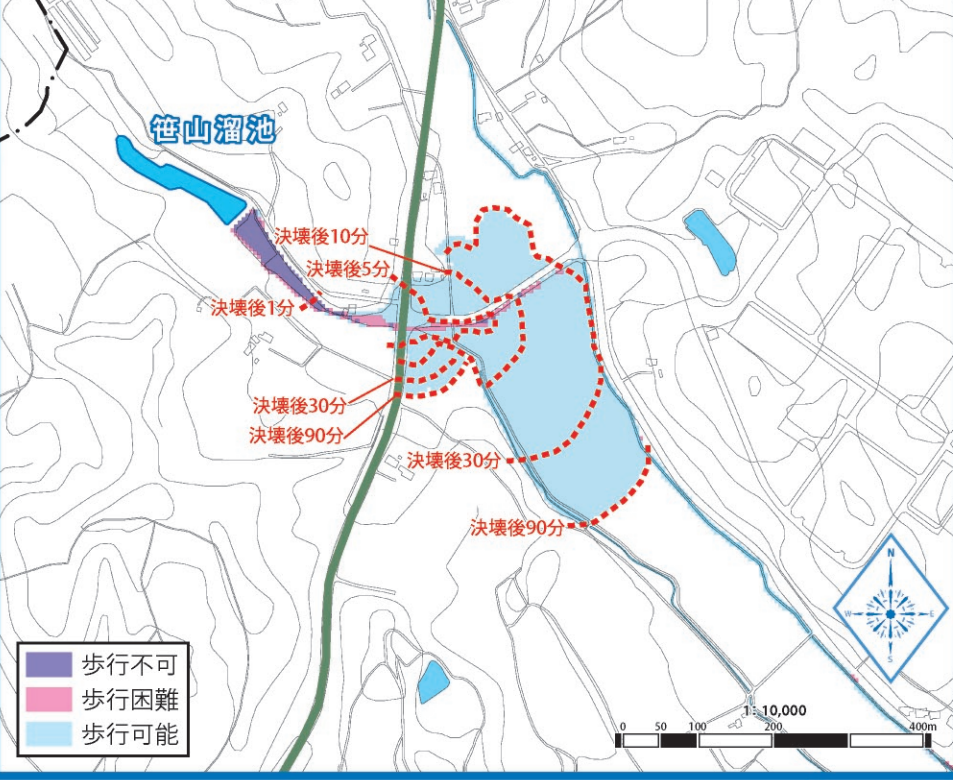 笹山溜池
決壊後10分
決壊後5分
決壊後1分
決壊後30分
決壊後90分
決壊後30分
決壊後90分
N
W
E
S
歩行不可
歩行困難
歩行可能
1:10,000
0 50 100 200 400m